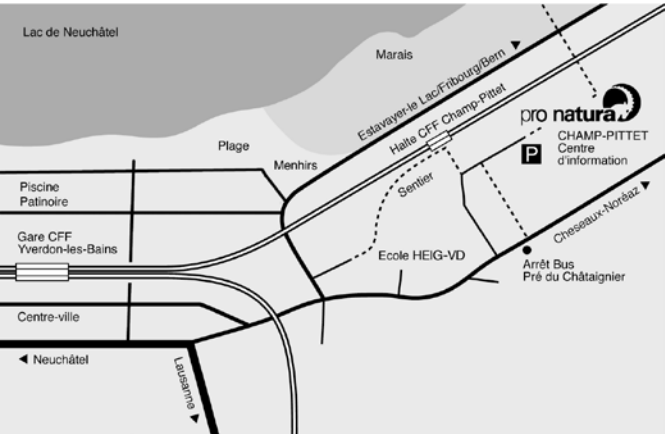 Lac de Neuchâtel
Marais
Estavayer-le Lac/Fribourg/Bern
Halte CFF Champ-Pittet
pro natura
CHAMP-PITTET
Centre
d'information
P
Plage
Menhirs
Sentier
Piscine
Patinoire
Cheseaux-Noréaz
Gare CFF
Yverdon-les-Bains
Ecole HEIG-VD
Arrêt Bus
Pré du Châtaignier
Centre-ville
Neuchâtel
Lausanne